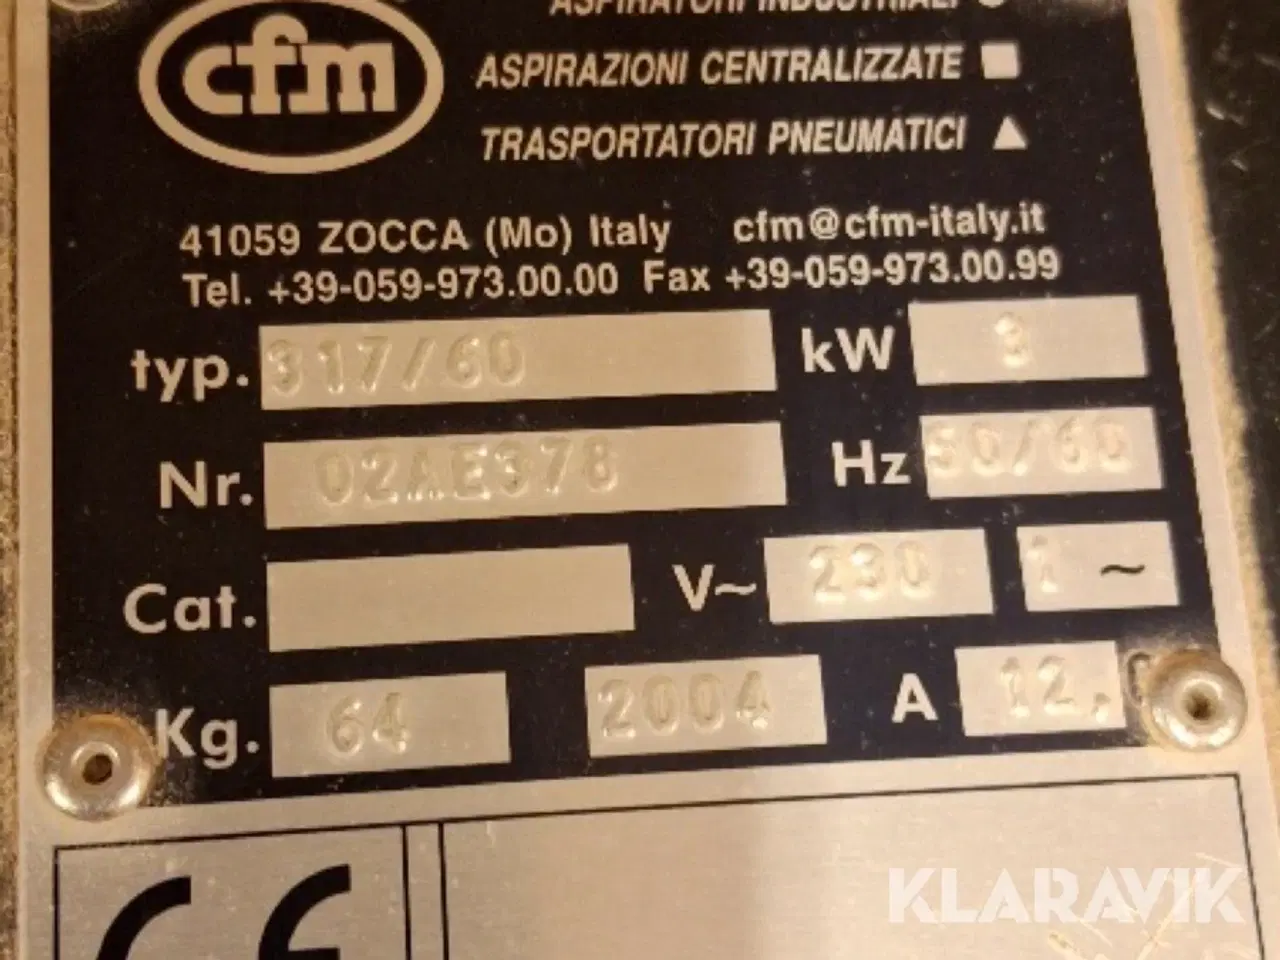 cfm
ASPIRATORI INDUSTRIALI
ASPIRAZIONI CENTRALIZZATE
TRASPORTATORI PNEUMATICI
41059 ZOCCA (Mo) Italy cfm@cfm-italy.it
Tel. +39-059-973.00.00 Fax +39-059-973.00.99
typ. 317/60 kW 3
Nr. 02AE378 Hz 50/60
Cat. V~ 230 1 ~
Kg. 64 2004 A 12,
CE
KLARAVIK